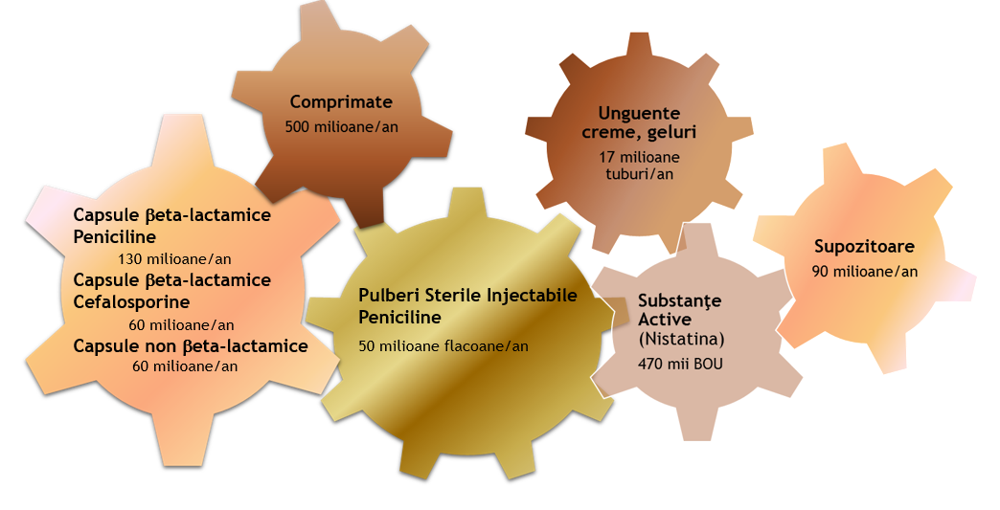 Comprimate
500 milioane/an
Unguente
creme, geluri
17 milioane
tuburi/an
Capsule βeta-lactamice
Peniciline
130 milioane/an
Capsule βeta-lactamice
Cefalosporine
60 milioane/an
Capsule non βeta-lactamice
60 milioane/an
Pulberi Sterile Injectabile
Peniciline
50 milioane flacoane/an
Substanţe
Active
(Nistatina)
470 mii BOU
Supozitoare
90 milioane/an